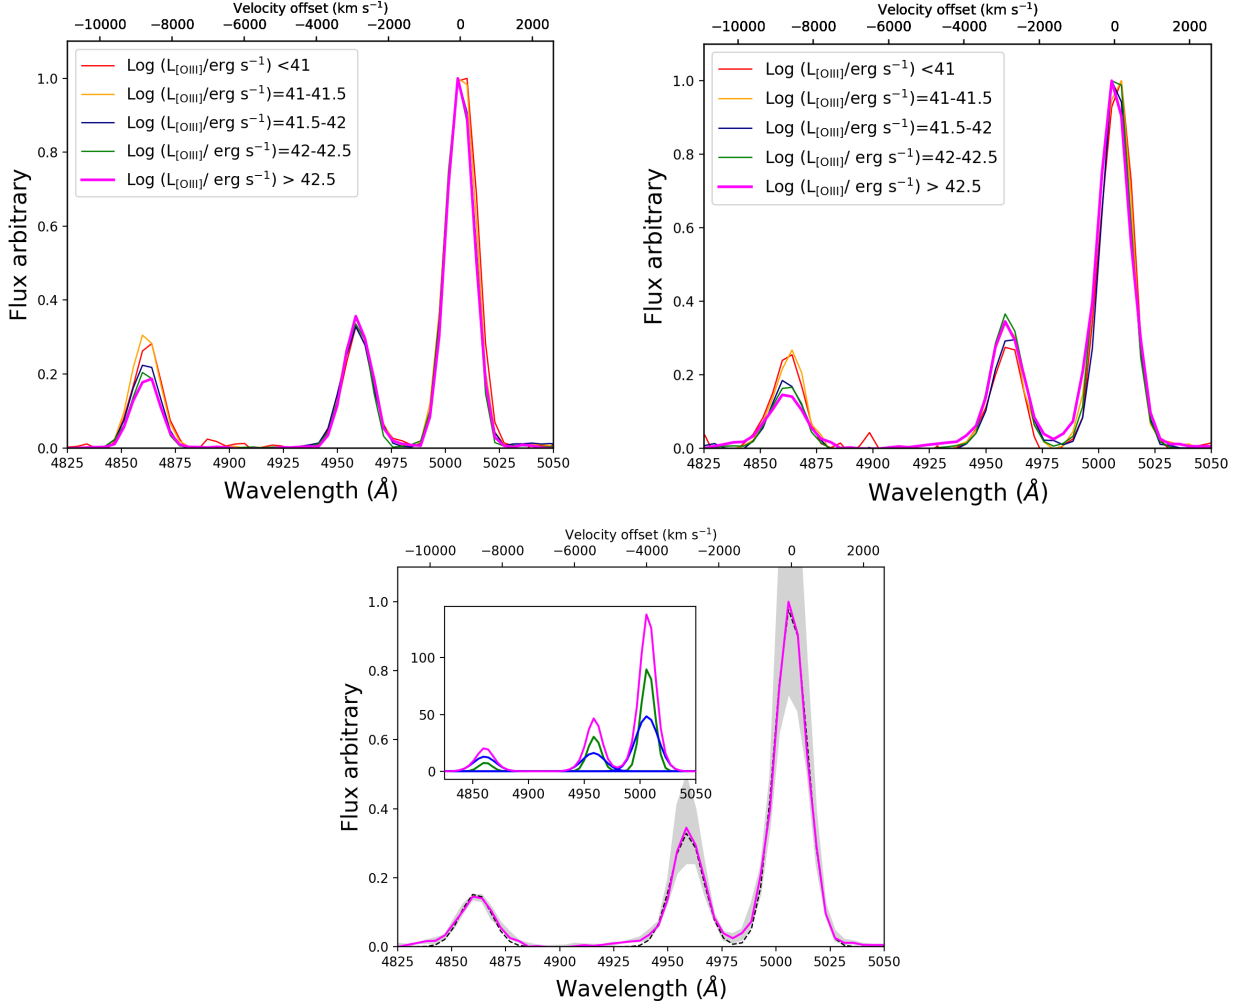 Velocity offset (km s⁻¹)
−10000 −8000 −6000 −4000 −2000 0 2000
Log (L[OIII]/erg s⁻¹) <41
Log (L[OIII]/erg s⁻¹)=41-41.5
Log (L[OIII]/erg s⁻¹)=41.5-42
Log (L[OIII]/ erg s⁻¹)=42-42.5
Log (L[OIII]/ erg s⁻¹) > 42.5
Flux arbitrary
1.0
0.8
0.6
0.4
0.2
0.0
4825 4850 4875 4900 4925 4950 4975 5000 5025 5050
Wavelength (Å)
Velocity offset (km s⁻¹)
−10000 −8000 −6000 −4000 −2000 0 2000
Log (L[OIII]/erg s⁻¹) <41
Log (L[OIII]/erg s⁻¹)=41-41.5
Log (L[OIII]/erg s⁻¹)=41.5-42
Log (L[OIII]/ erg s⁻¹)=42-42.5
Log (L[OIII]/ erg s⁻¹) > 42.5
Flux arbitrary
1.0
0.8
0.6
0.4
0.2
0.0
4825 4850 4875 4900 4925 4950 4975 5000 5025 5050
Wavelength (Å)
Velocity offset (km s⁻¹)
−10000 −8000 −6000 −4000 −2000 0 2000
Flux arbitrary
1.0
0.8
0.6
0.4
0.2
0.0
100
50
0
4850 4900 4950 5000 5050
4825 4850 4875 4900 4925 4950 4975 5000 5025 5050
Wavelength (Å)